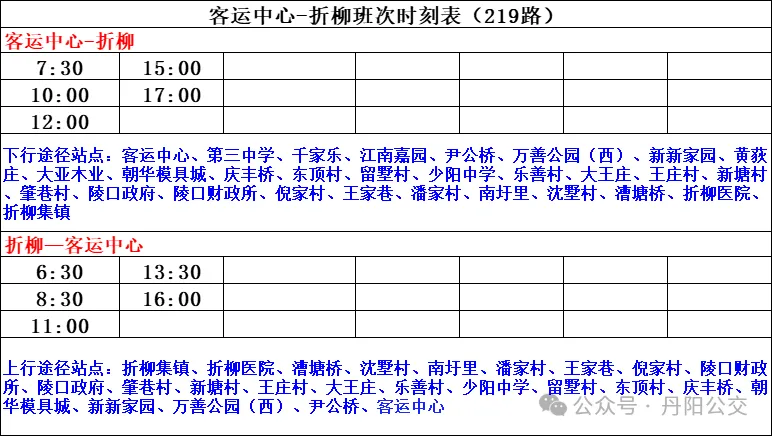 客运中心-折柳班次时刻表（219路）
客运中心-折柳
7:30 15:00
10:00 17:00
12:00
下行途径站点：客运中心、第三中学、千家乐、江南嘉园、尹公桥、万善公园（西）、新新家园、黄荻
庄、大亚木业、朝华模具城、庆丰桥、东顶村、留墅村、少阳中学、乐善村、大王庄、王庄村、新塘村
、肇巷村、陵口政府、陵口财政所、倪家村、王家巷、潘家村、南圩里、沈墅村、漕塘桥、折柳医院、
折柳集镇
折柳—客运中心
6:30 13:30
8:30 16:00
11:00
上行途径站点：折柳集镇、折柳医院、漕塘桥、沈墅村、南圩里、潘家村、王家巷、倪家村、陵口财政
所、陵口政府、肇巷村、新塘村、王庄村、大王庄、乐善村、少阳中学、留墅村、东顶村、庆丰桥、朝
华模具城、新新家园、万善公园（西）、尹公桥、客运中心
公众号·丹阳公交